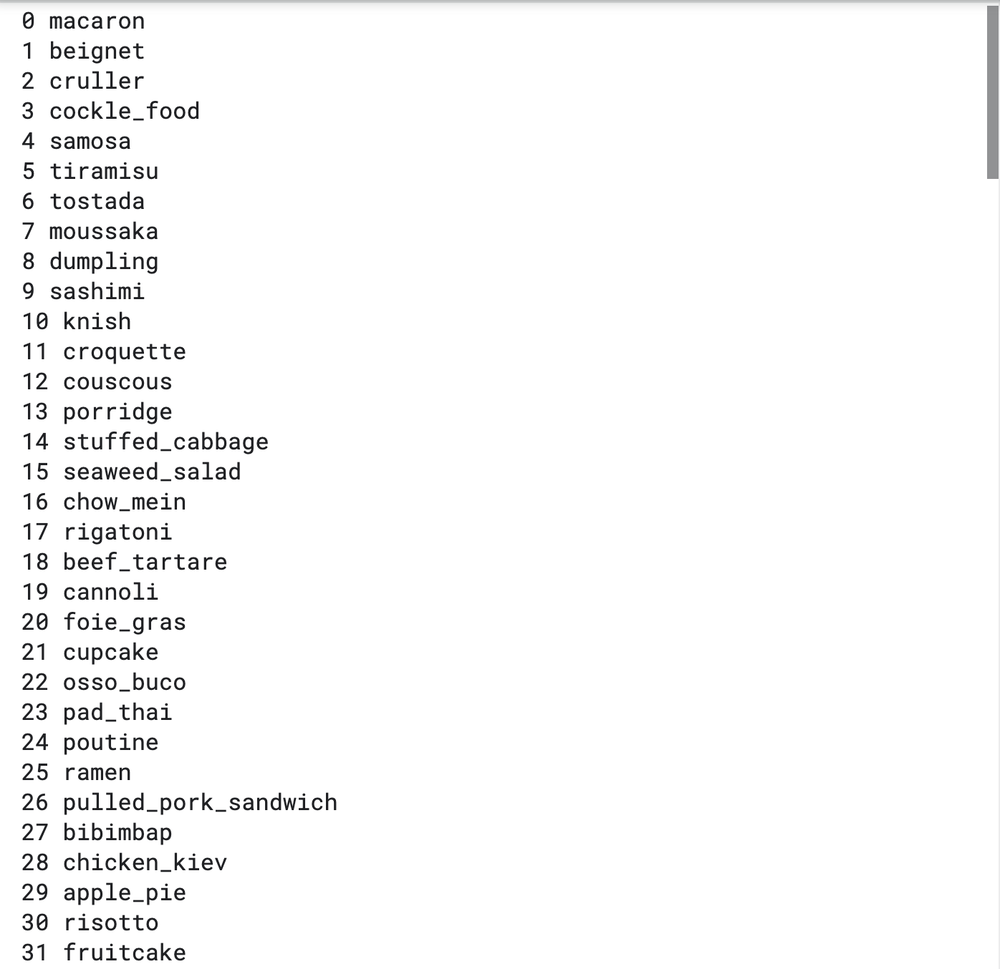 0 macaron
1 beignet
2 cruller
3 cockle_food
4 samosa
5 tiramisu
6 tostada
7 moussaka
8 dumpling
9 sashimi
10 knish
11 croquette
12 couscous
13 porridge
14 stuffed_cabbage
15 seaweed_salad
16 chow_mein
17 rigatoni
18 beef_tartare
19 cannoli
20 foie_gras
21 cupcake
22 osso_buco
23 pad_thai
24 poutine
25 ramen
26 pulled_pork_sandwich
27 bibimbap
28 chicken_kiev
29 apple_pie
30 risotto
31 fruitcake